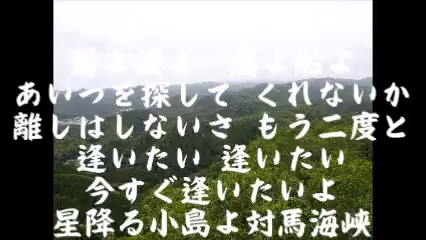 あいつを探して くれないか
離しはしないさ もう二度と
逢いたい 逢いたい
今すぐ逢いたいよ
星降る小島よ対馬海峡